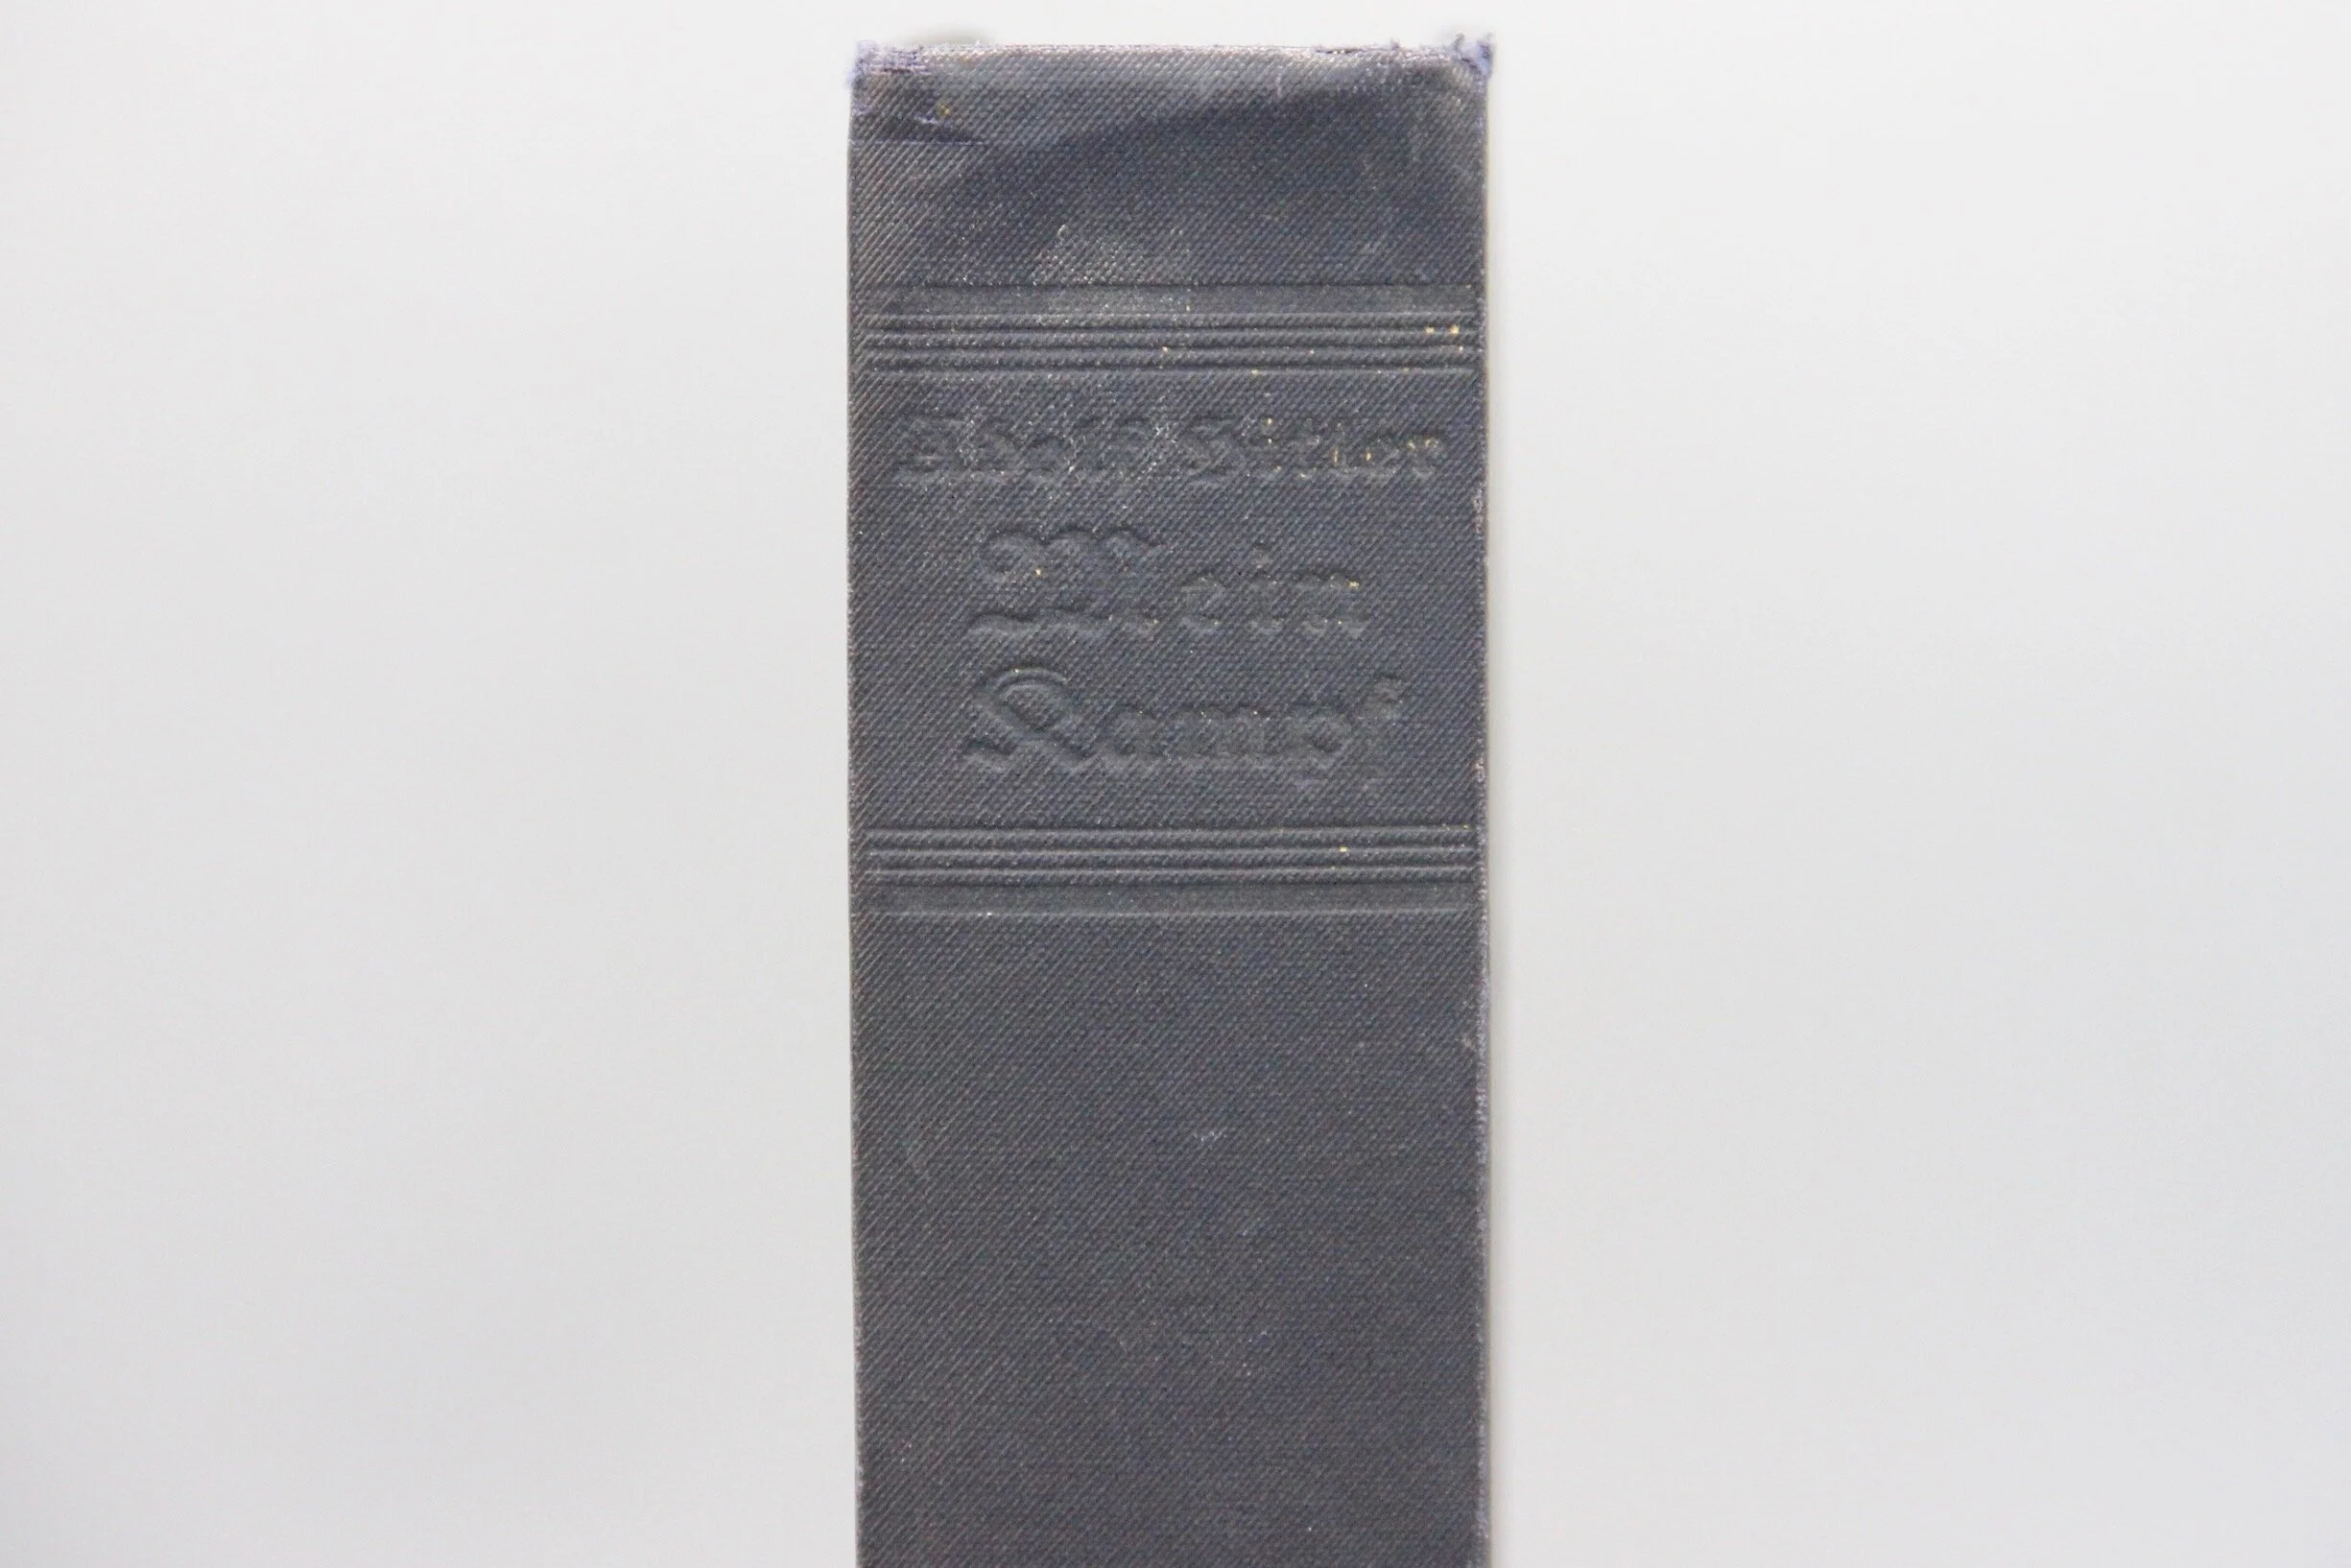 Adolf Hitler
Mein
Kampf